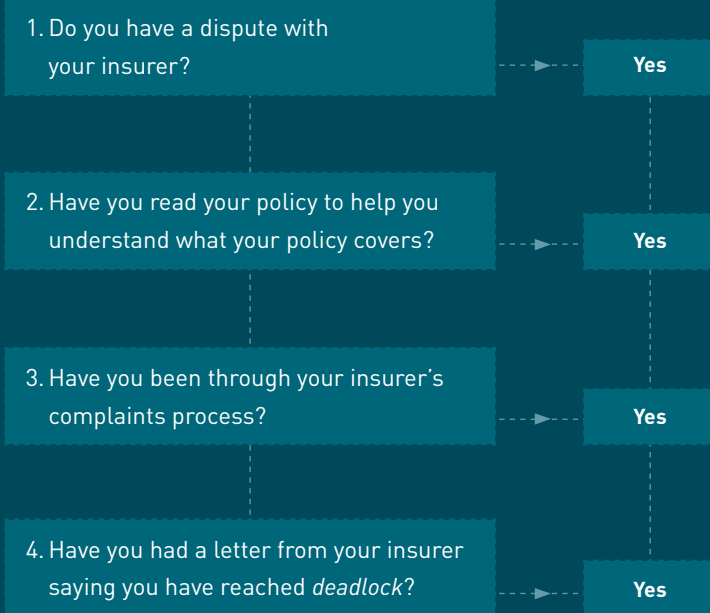 1. Do you have a dispute with
your insurer?
Yes
2. Have you read your policy to help you
understand what your policy covers?
Yes
3. Have you been through your insurer’s
complaints process?
Yes
4. Have you had a letter from your insurer
saying you have reached deadlock?
Yes